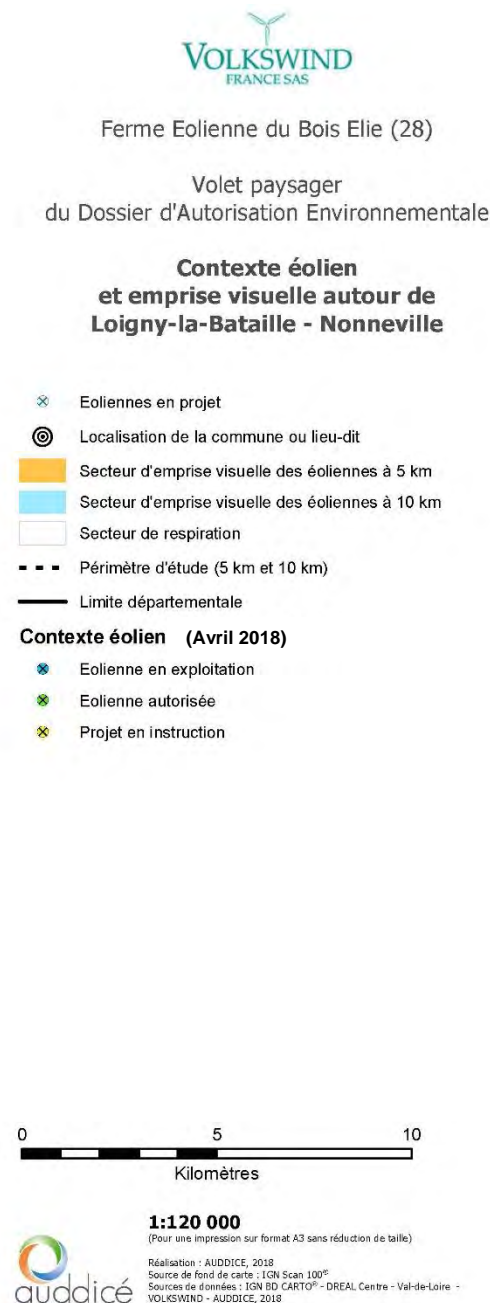 VOLKSWIND
FRANCE SAS
Ferme Eolienne du Bois Elie (28)
Volet paysager
du Dossier d'Autorisation Environnementale
Contexte éolien
et emprise visuelle autour de
Loigny-la-Bataille - Nonneville
Eoliennes en projet
Localisation de la commune ou lieu-dit
Secteur d'emprise visuelle des éoliennes à 5 km
Secteur d'emprise visuelle des éoliennes à 10 km
Secteur de respiration
Périmètre d'étude (5 km et 10 km)
Limite départementale
Contexte éolien (Avril 2018)
Eolienne en exploitation
Eolienne autorisée
Projet en instruction
0 5 10
Kilomètres
1:120 000
(Pour une impression sur format A3 sans réduction de taille)
Réalisation : AUDDICE, 2018
Source de fond de carte : IGN Scan 100®
Sources de données : IGN BD CARTO® - DREAL Centre - Val-de-Loire -
VOLKSWIND - AUDDICE, 2018
auddicé